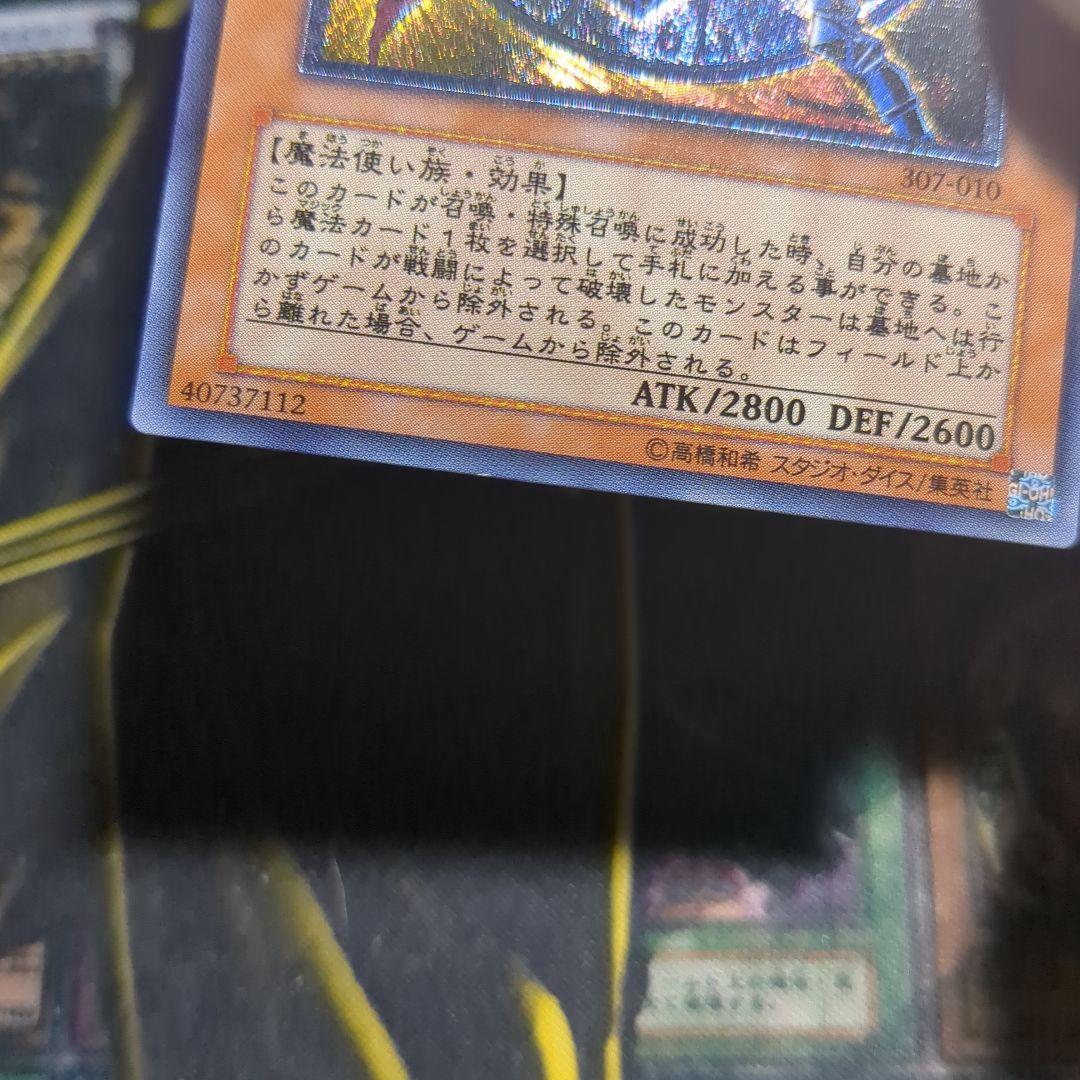 307-010
【魔法使い族・効果】
このカードが召喚・特殊召喚に成功した時、自分の墓地か
ら魔法カード1枚を選択して手札に加える事ができる。こ
のカードが戦闘によって破壊したモンスターは墓地へは行
かずゲームから除外される。このカードはフィールド上か
ら離れた場合、ゲームから除外される。
ATK/2800 DEF/2600
40737112
©高橋和希 スタジオ・ダイス/集英社